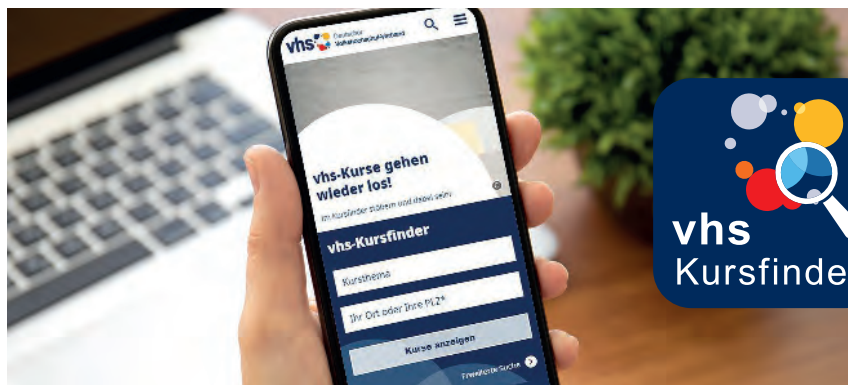 vhs
Deutscher
Volkshochschul-Verband
vhs-Kurse gehen
wieder los!
Im Kursfinder stöbern und dabei sein!
vhs-Kursfinder
Kursthema
Ihr Ort oder Ihre PLZ*
Kurse anzeigen
Erweiterte Suche
vhs
Kursfinde